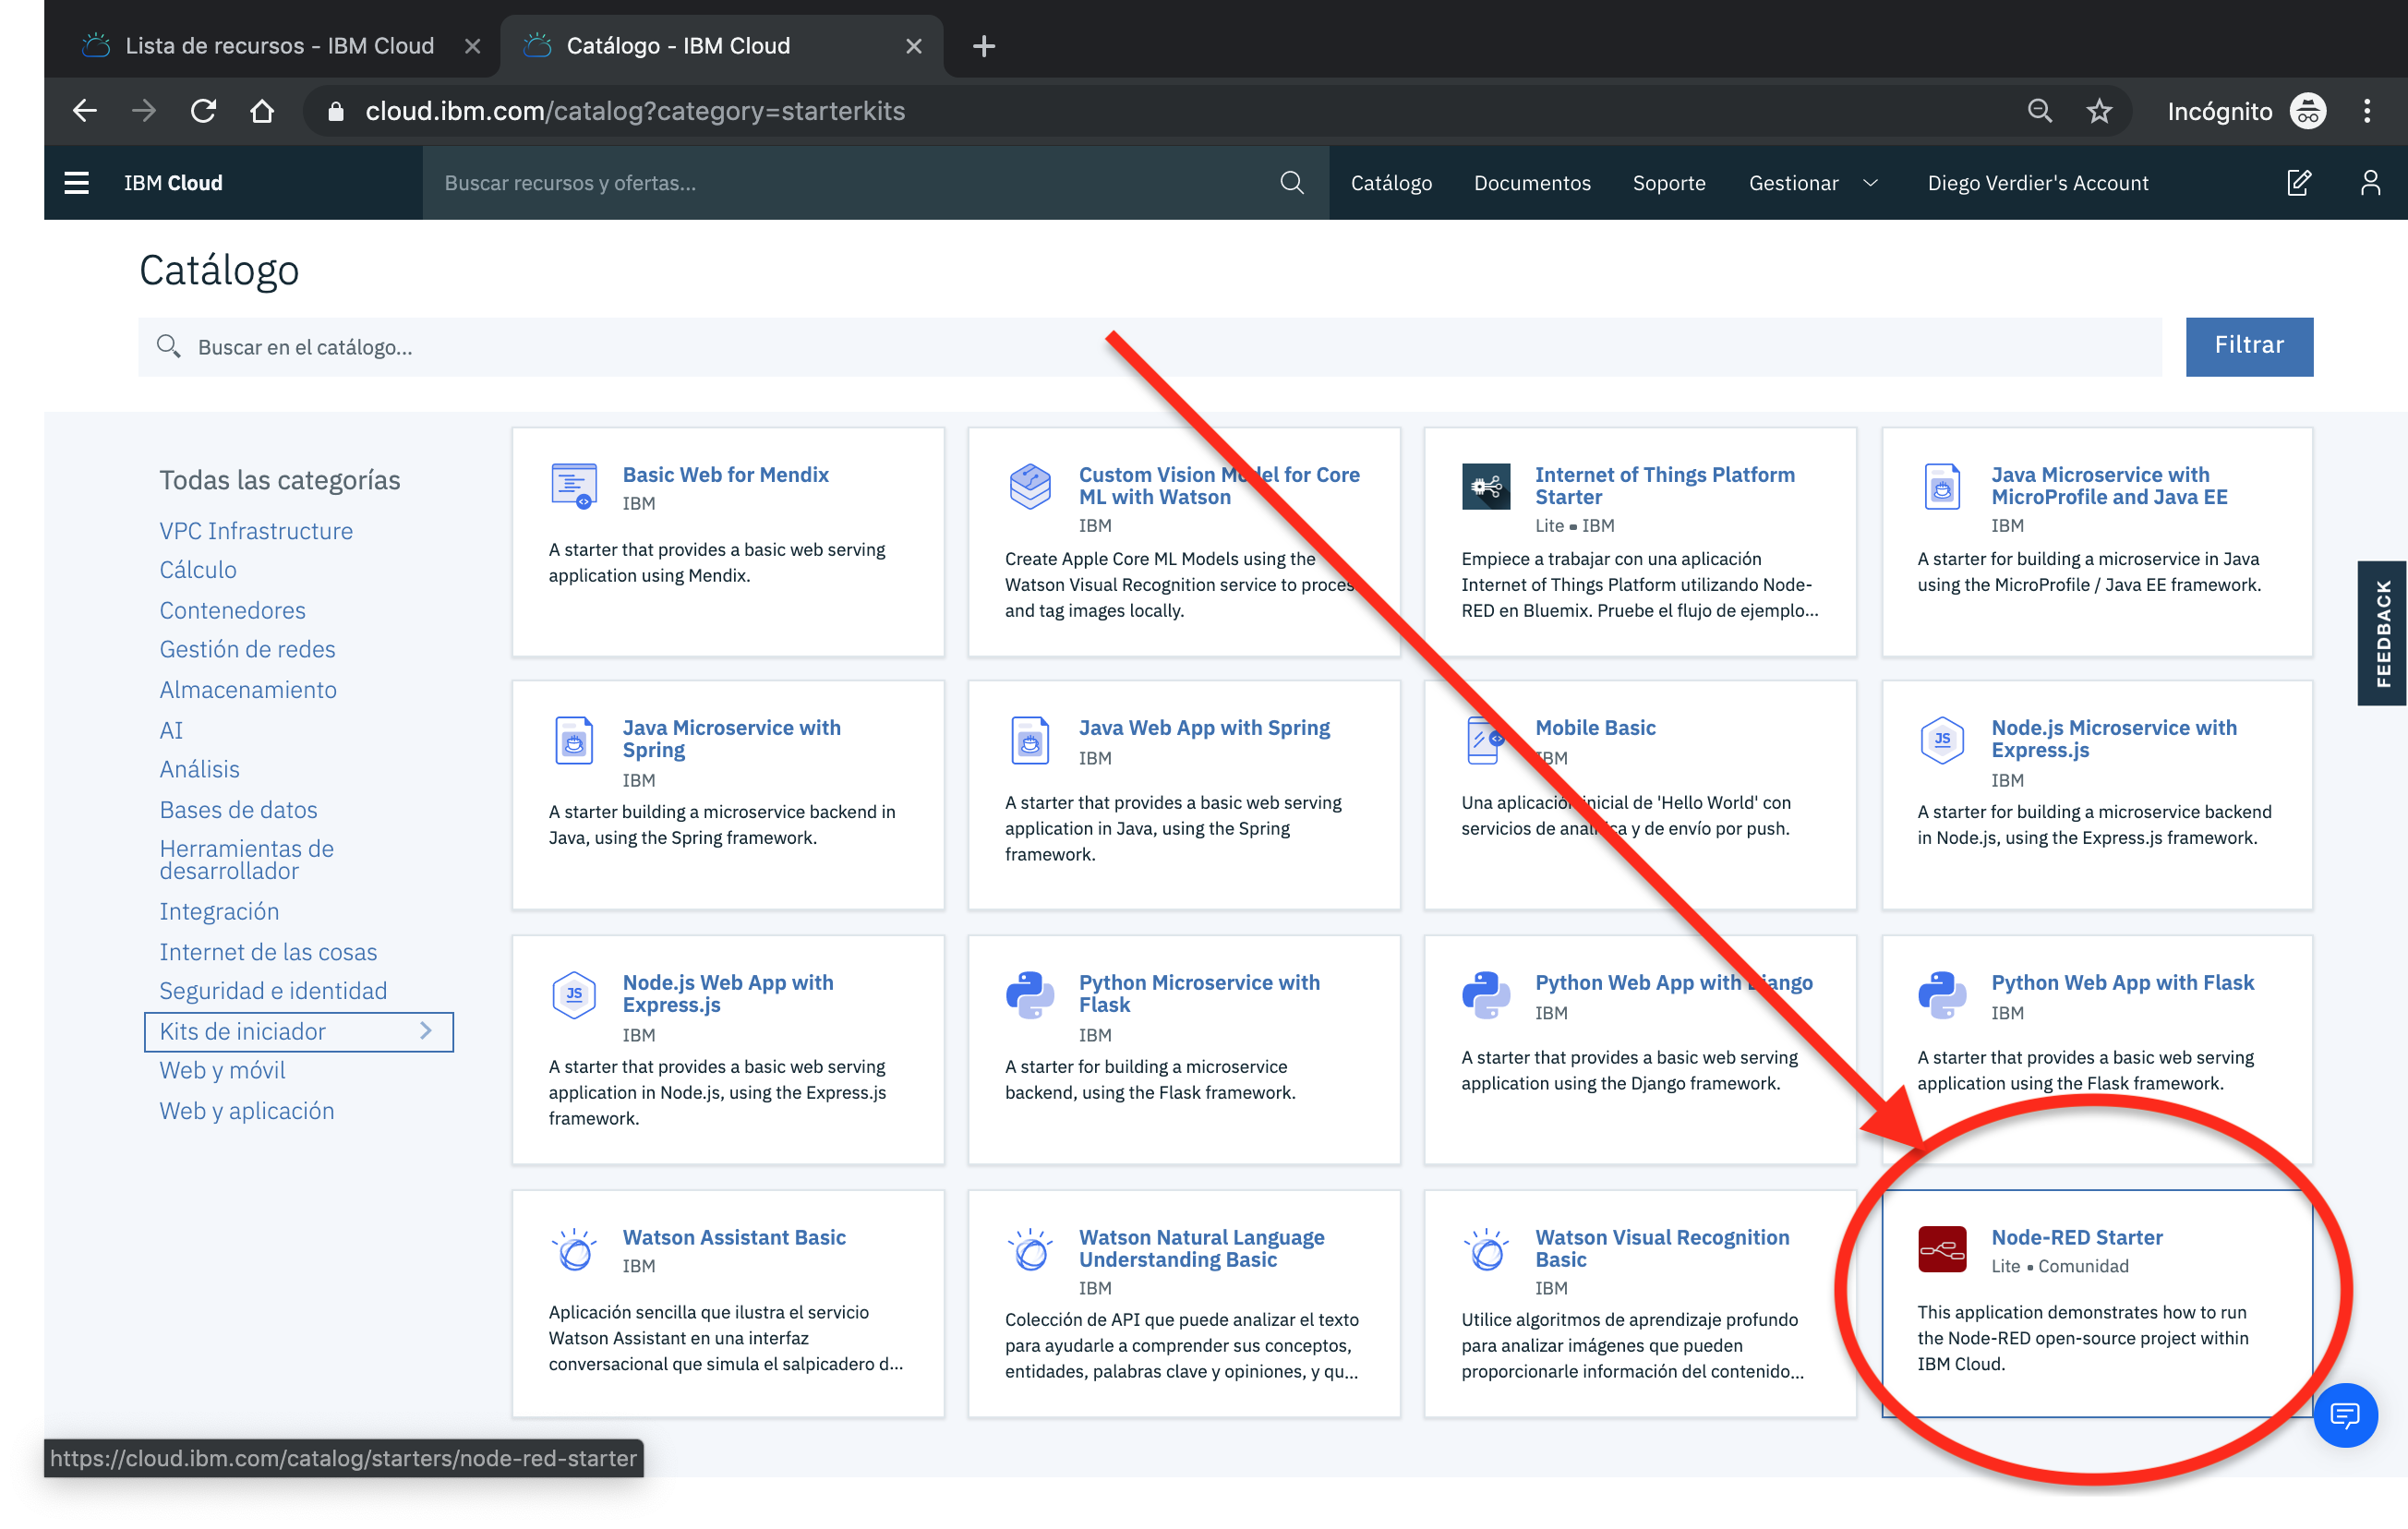 Lista de recursos - IBM Cloud
Catálogo - IBM Cloud
cloud.ibm.com/catalog?category=starterkits
Incógnito
IBM Cloud
Buscar recursos y ofertas...
Catálogo
Documentos
Soporte
Gestionar
Diego Verdier's Account
Catálogo
Buscar en el catálogo...
Filtrar
Todas las categorías
VPC Infrastructure
Cálculo
Contenedores
Gestión de redes
Almacenamiento
AI
Análisis
Bases de datos
Herramientas de
desarrollador
Integración
Internet de las cosas
Seguridad e identidad
Kits de iniciador
Web y móvil
Web y aplicación
Basic Web for Mendix
IBM
A starter that provides a basic web serving
application using Mendix.
Custom Vision Model for Core
ML with Watson
IBM
Create Apple Core ML Models using the
Watson Visual Recognition service to process
and tag images locally.
Internet of Things Platform
Starter
Lite ▪ IBM
Empiece a trabajar con una aplicación
Internet of Things Platform utilizando Node-
RED en Bluemix. Pruebe el flujo de ejemplo...
Java Microservice with
MicroProfile and Java EE
IBM
A starter for building a microservice in Java
using the MicroProfile / Java EE framework.
Java Microservice with
Spring
IBM
A starter building a microservice backend in
Java, using the Spring framework.
Java Web App with Spring
IBM
A starter that provides a basic web serving
application in Java, using the Spring
framework.
Mobile Basic
IBM
Una aplicación inicial de 'Hello World' con
servicios de analítica y de envío por push.
JS
Node.js Microservice with
Express.js
IBM
A starter for building a microservice backend
in Node.js, using the Express.js framework.
JS
Node.js Web App with
Express.js
IBM
A starter that provides a basic web serving
application in Node.js, using the Express.js
framework.
Python Microservice with
Flask
IBM
A starter for building a microservice
backend, using the Flask framework.
Python Web App with Django
IBM
A starter that provides a basic web serving
application using the Django framework.
Python Web App with Flask
IBM
A starter that provides a basic web serving
application using the Flask framework.
Watson Assistant Basic
IBM
Aplicación sencilla que ilustra el servicio
Watson Assistant en una interfaz
conversacional que simula el salpicadero d...
Watson Natural Language
Understanding Basic
IBM
Colección de API que puede analizar el texto
para ayudarle a comprender sus conceptos,
entidades, palabras clave y opiniones, y qu...
Watson Visual Recognition
Basic
IBM
Utilice algoritmos de aprendizaje profundo
para analizar imágenes que pueden
proporcionarle información del contenido...
Node-RED Starter
Lite ▪ Comunidad
This application demonstrates how to run
the Node-RED open-source project within
IBM Cloud.
FEEDBACK
https://cloud.ibm.com/catalog/starters/node-red-starter